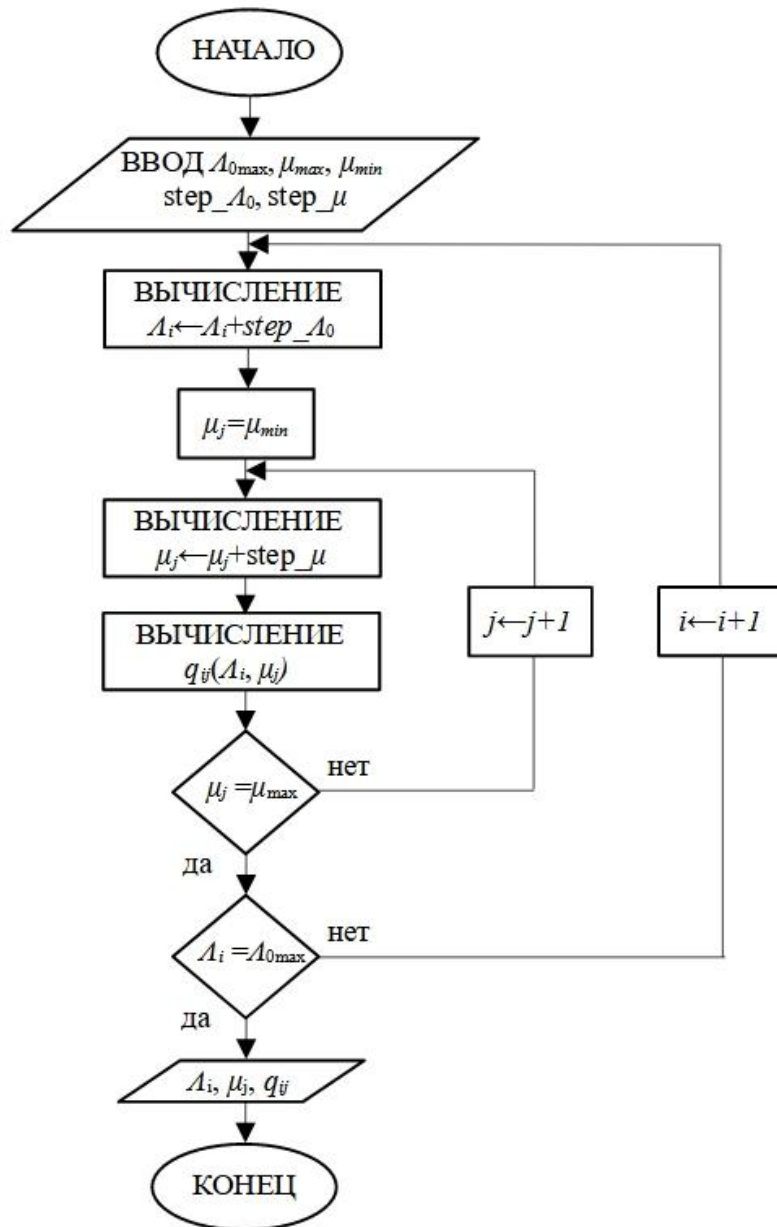 НАЧАЛО
ВВОД Λ0max, μmax, μmin
step_Λ0, step_μ
ВЫЧИСЛЕНИЕ
Λi←Λi+step_Λ0
μj=μmin
ВЫЧИСЛЕНИЕ
μj←μj+step_μ
j←j+1
i←i+1
ВЫЧИСЛЕНИЕ
qij(Λi, μj)
нет
μj =μmax
да
нет
Λi =Λ0max
да
Λi, μj, qij
КОНЕЦ